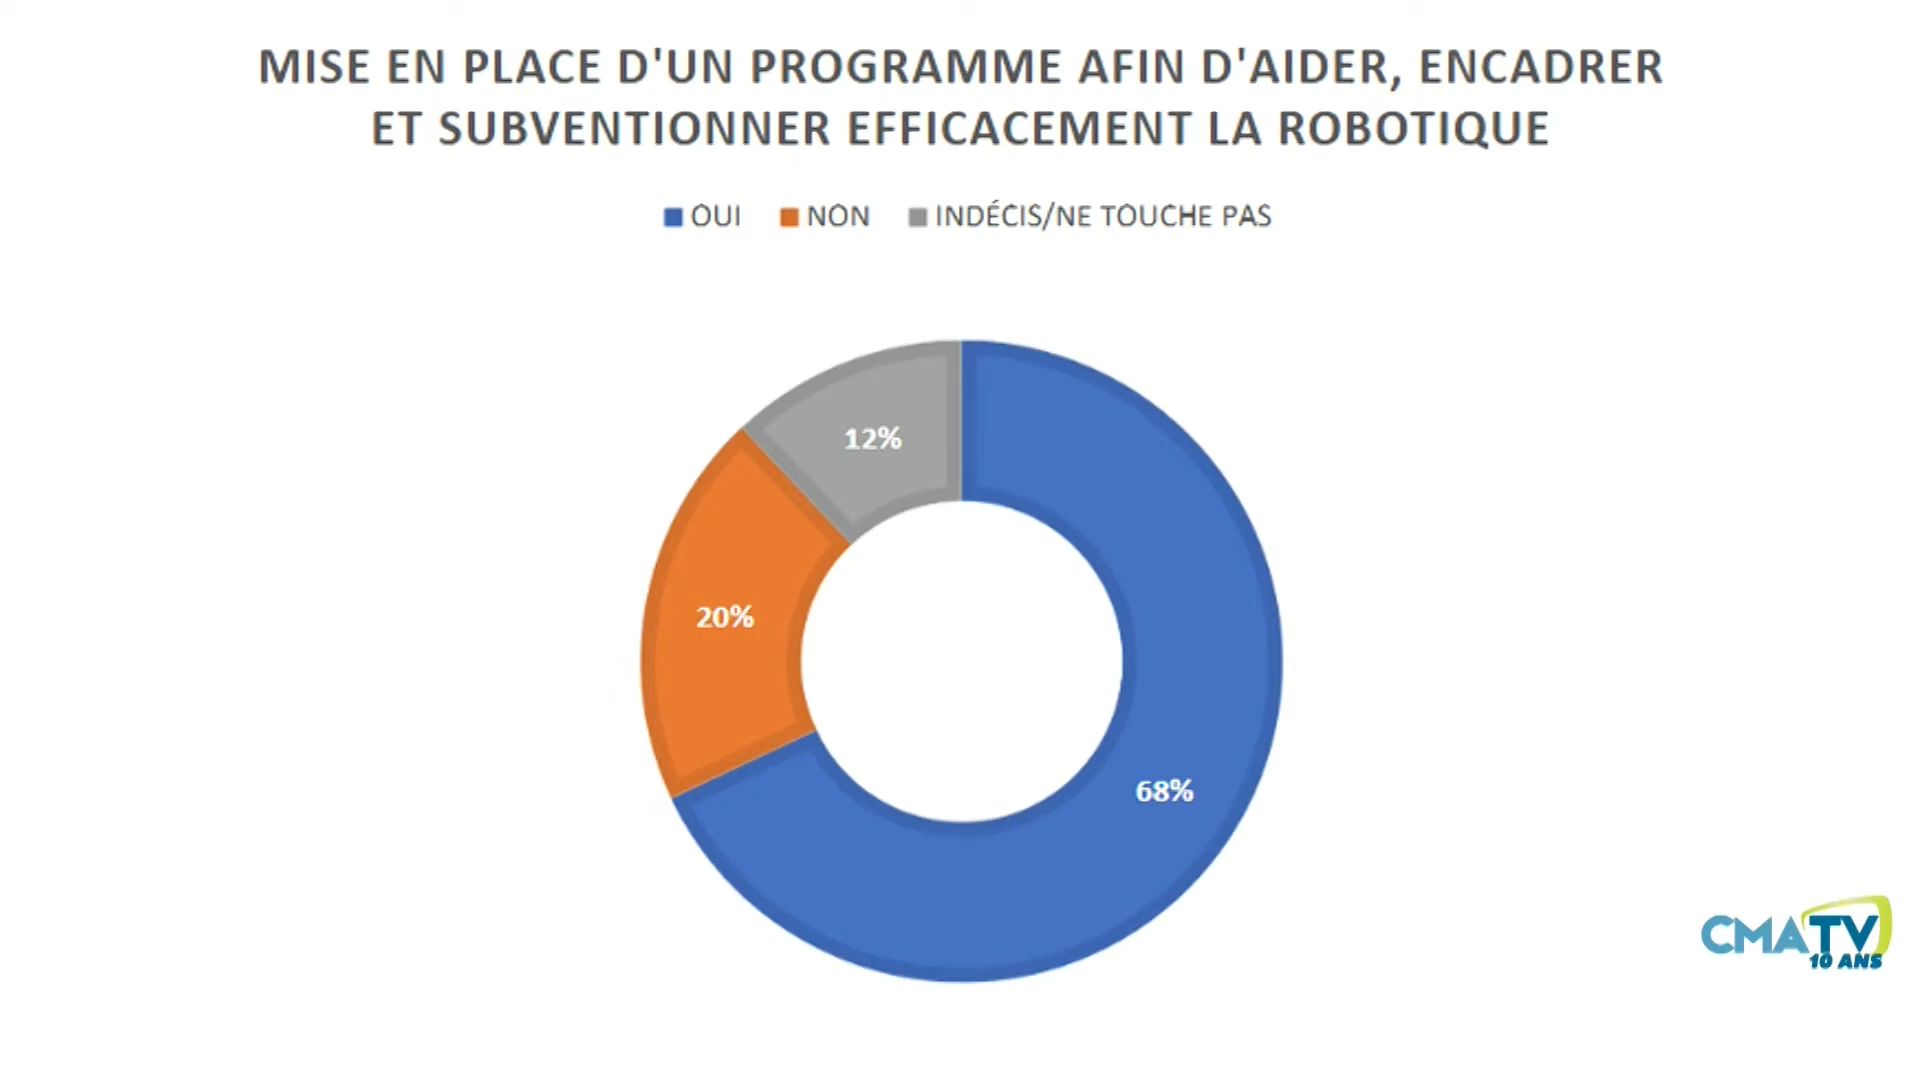 MISE EN PLACE D'UN PROGRAMME AFIN D'AIDER, ENCADRER
ET SUBVENTIONNER EFFICACEMENT LA ROBOTIQUE
OUI NON INDÉCIS/NE TOUCHE PAS
12%
20%
68%
CMATV
10 ANS